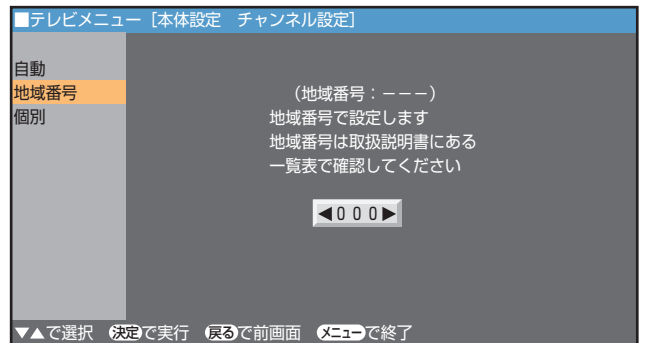 ■テレビメニュー［本体設定　チャンネル設定］
自動
地域番号
個別
（地域番号：－－－）
地域番号で設定します
地域番号は取扱説明書にある
一覧表で確認してください
◀000▶
▼▲で選択　決定で実行　戻るで前画面　メニューで終了